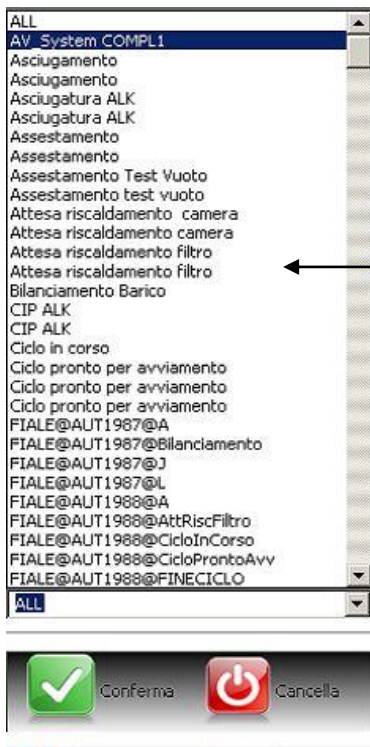 ALL
AV_System COMPL1
Asciugamento
Asciugamento
Asciugatura ALK
Asciugatura ALK
Assestamento
Assestamento
Assestamento Test Vuoto
Assestamento test vuoto
Attesa riscaldamento  camera
Attesa riscaldamento camera
Attesa riscaldamento filtro
Attesa riscaldamento filtro
Bilanciamento Barico
CIP ALK
CIP ALK
Ciclo in corso
Ciclo pronto per avviamento
Ciclo pronto per avviamento
Ciclo pronto per avviamento
FIALE@AUT1987@A
FIALE@AUT1987@Bilanciamento
FIALE@AUT1987@J
FIALE@AUT1987@L
FIALE@AUT1988@A
FIALE@AUT1988@AttRiscFiltro
FIALE@AUT1988@CicloInCorso
FIALE@AUT1988@CicloProntoAvv
FIALE@AUT1988@FINECICLO
ALL
Conferma Cancella